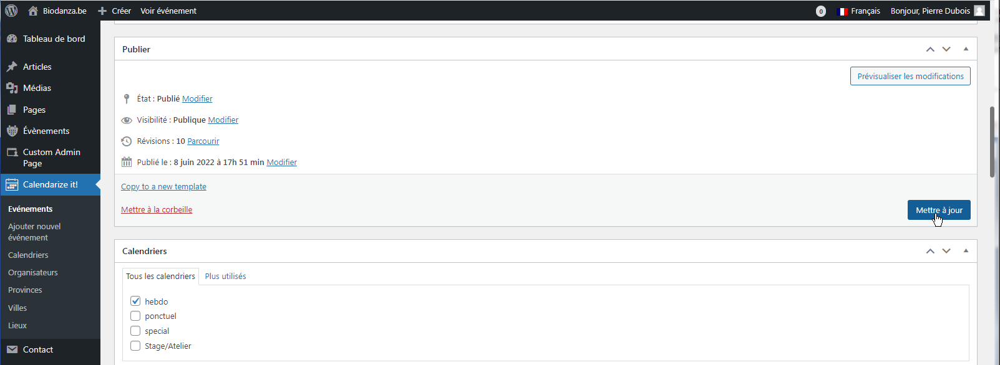 Biodanza.be
Créer
Voir événement
0
Français
Bonjour, Pierre Dubois
Tableau de bord
Articles
Médias
Pages
Évènements
Custom Admin
Page
Calendarize it!
Evénements
Ajouter nouvel
événement
Calendriers
Organisateurs
Provinces
Villes
Lieux
Contact
Publier
Prévisualiser les modifications
État : Publié Modifier
Visibilité : Publique Modifier
Révisions : 10 Parcourir
Publié le : 8 juin 2022 à 17h 51 min Modifier
Copy to a new template
Mettre à la corbeille
Mettre à jour
Calendriers
Tous les calendriers
Plus utilisés
hebdo
ponctuel
special
Stage/Atelier